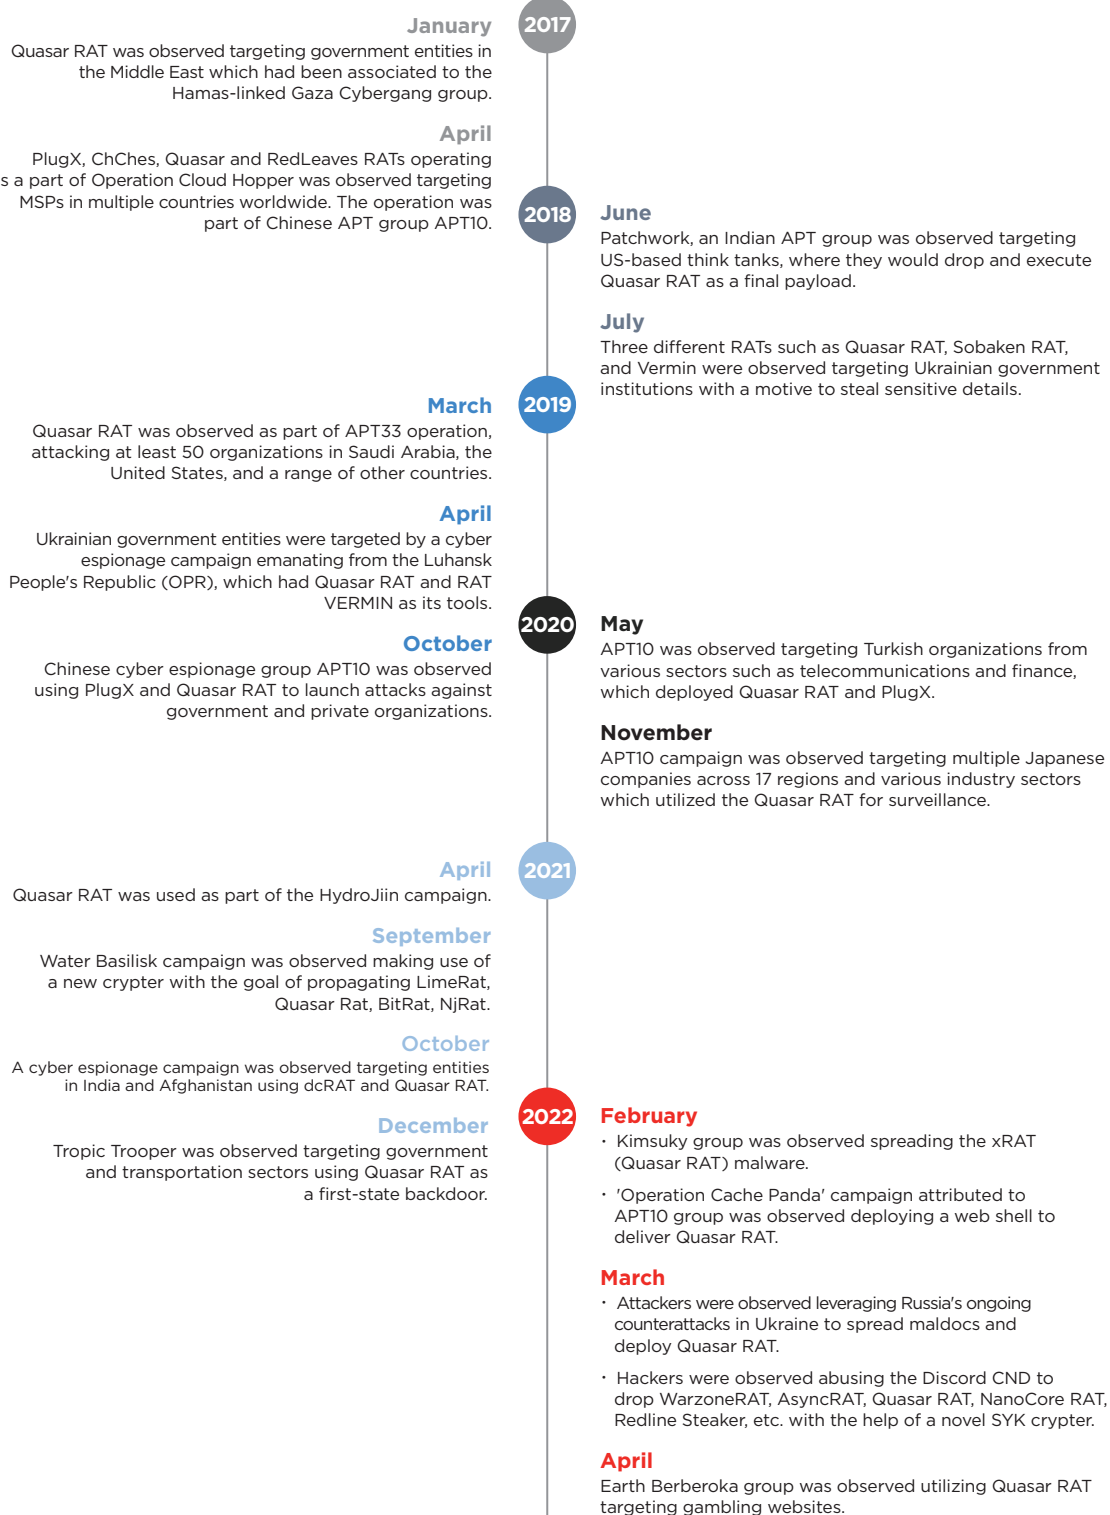 2017
January
Quasar RAT was observed targeting government entities in
the Middle East which had been associated to the
Hamas-linked Gaza Cybergang group.
April
PlugX, ChChes, Quasar and RedLeaves RATs operating
s a part of Operation Cloud Hopper was observed targeting
MSPs in multiple countries worldwide. The operation was
part of Chinese APT group APT10.
2018
June
Patchwork, an Indian APT group was observed targeting
US-based think tanks, where they would drop and execute
Quasar RAT as a final payload.
July
Three different RATs such as Quasar RAT, Sobaken RAT,
and Vermin were observed targeting Ukrainian government
institutions with a motive to steal sensitive details.
2019
March
Quasar RAT was observed as part of APT33 operation,
attacking at least 50 organizations in Saudi Arabia, the
United States, and a range of other countries.
April
Ukrainian government entities were targeted by a cyber
espionage campaign emanating from the Luhansk
People's Republic (OPR), which had Quasar RAT and RAT
VERMIN as its tools.
October
Chinese cyber espionage group APT10 was observed
using PlugX and Quasar RAT to launch attacks against
government and private organizations.
2020
May
APT10 was observed targeting Turkish organizations from
various sectors such as telecommunications and finance,
which deployed Quasar RAT and PlugX.
November
APT10 campaign was observed targeting multiple Japanese
companies across 17 regions and various industry sectors
which utilized the Quasar RAT for surveillance.
2021
April
Quasar RAT was used as part of the HydroJiin campaign.
September
Water Basilisk campaign was observed making use of
a new crypter with the goal of propagating LimeRat,
Quasar Rat, BitRat, NjRat.
October
A cyber espionage campaign was observed targeting entities
in India and Afghanistan using dcRAT and Quasar RAT.
December
Tropic Trooper was observed targeting government
and transportation sectors using Quasar RAT as
a first-state backdoor.
2022
February
· Kimsuky group was observed spreading the xRAT
(Quasar RAT) malware.
· 'Operation Cache Panda' campaign attributed to
APT10 group was observed deploying a web shell to
deliver Quasar RAT.
March
· Attackers were observed leveraging Russia's ongoing
counterattacks in Ukraine to spread maldocs and
deploy Quasar RAT.
· Hackers were observed abusing the Discord CND to
drop WarzoneRAT, AsyncRAT, Quasar RAT, NanoCore RAT,
Redline Steaker, etc. with the help of a novel SYK crypter.
April
Earth Berberoka group was observed utilizing Quasar RAT
targeting gambling websites.